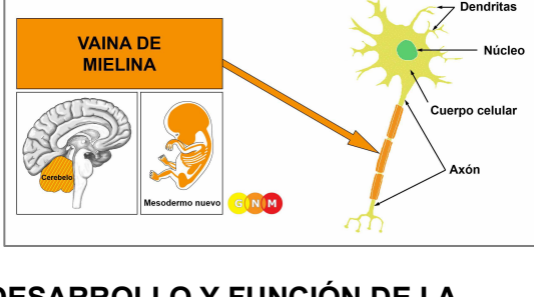 Dendritas
VAINA DE
MIELINA
Núcleo
Cuerpo celular
Axón
Cerebelo
Mesodermo nuevo
G N M
DESARROLLO Y FUNCIÓN DE LA